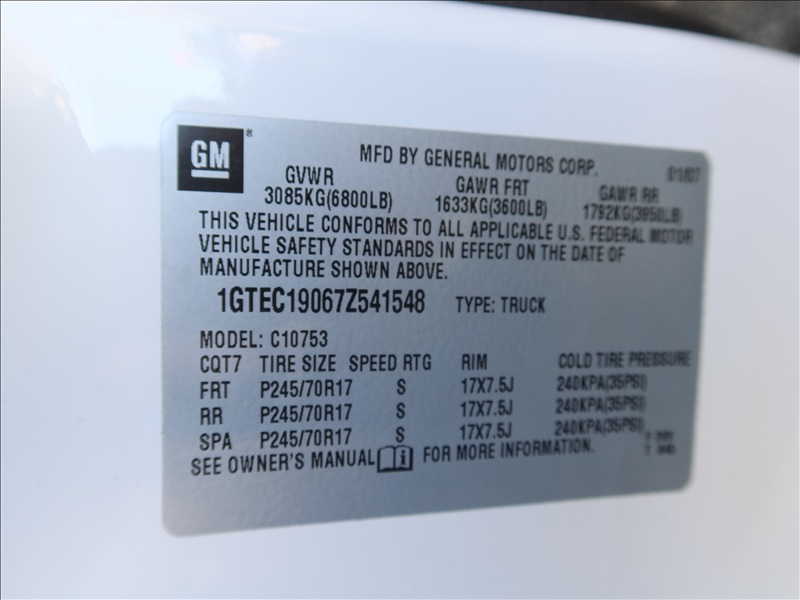 GM ®
MFD BY GENERAL MOTORS CORP.
GVWR GAWR FRT GAWR RR
3085KG(6800LB) 1633KG(3600LB) 1792KG(3950LB)
THIS VEHICLE CONFORMS TO ALL APPLICABLE U.S. FEDERAL MOTOR
VEHICLE SAFETY STANDARDS IN EFFECT ON THE DATE OF
MANUFACTURE SHOWN ABOVE.
1GTEC19067Z541548 TYPE: TRUCK
MODEL: C10753
CQT7 TIRE SIZE SPEED RTG RIM COLD TIRE PRESSURE
FRT P245/70R17 S 17X7.5J 240KPA(35PSI)
RR P245/70R17 S 17X7.5J 240KPA(35PSI)
SPA P245/70R17 S 17X7.5J 240KPA(35PSI)
SEE OWNER'S MANUAL i FOR MORE INFORMATION.